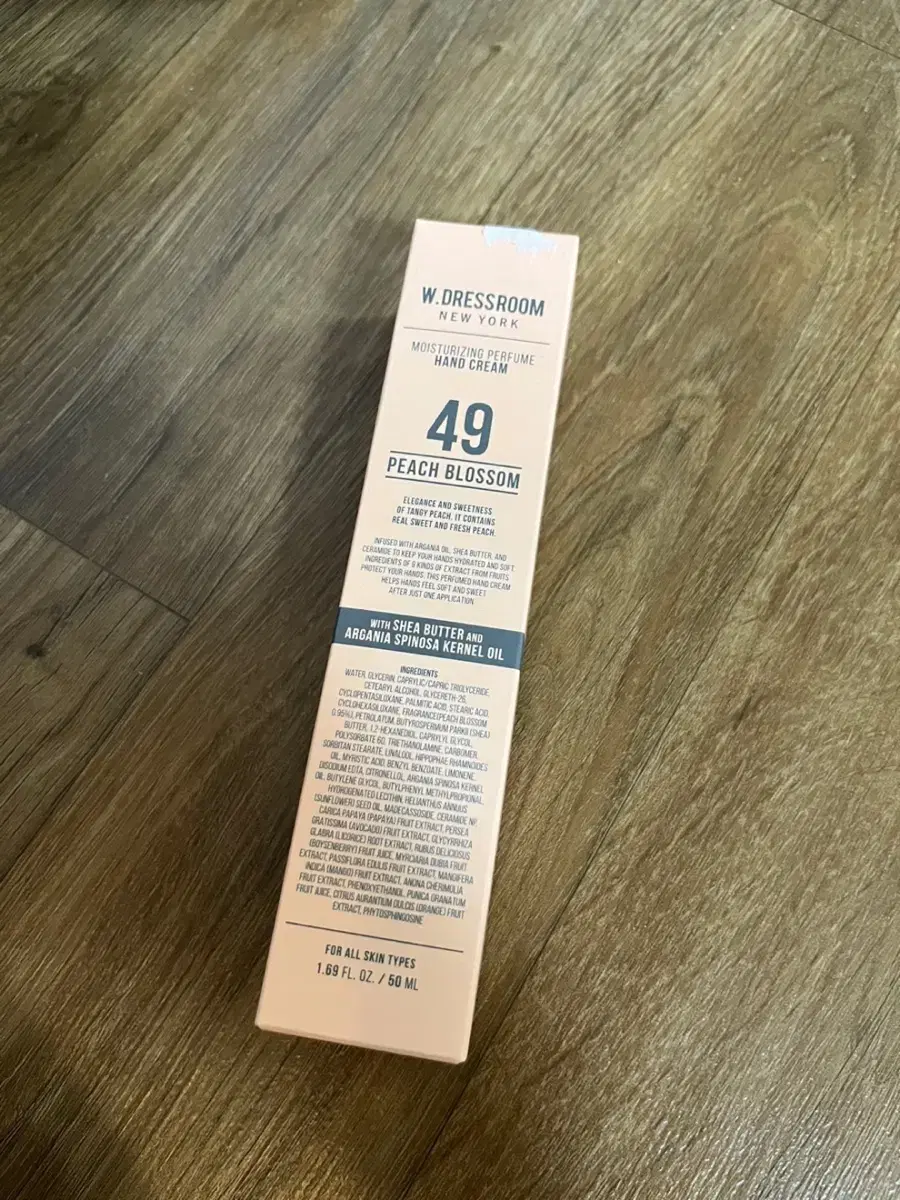 W.DRESSROOM
NEW YORK
MOISTURIZING PERFUME
HAND CREAM
49
PEACH BLOSSOM
ELEGANCE AND SWEETNESS
OF TANGY PEACH. IT CONTAINS
REAL SWEET AND FRESH PEACH.
INFUSED WITH ARGANIA OIL, SHEA BUTTER, AND
CERAMIDE TO KEEP YOUR HANDS HYDRATED AND SOFT.
INGREDIENTS OF 9 KINDS OF EXTRACT FROM FRUITS
PROTECT YOUR HANDS. THIS PERFUMED HAND CREAM
HELPS HANDS FEEL SOFT AND SWEET
AFTER JUST ONE APPLICATION
WITH SHEA BUTTER AND
ARGANIA SPINOSA KERNEL OIL
INGREDIENTS
WATER, GLYCERIN, CAPRYLIC/CAPRIC TRIGLYCERIDE,
CETEARYL ALCOHOL, GLYCERETH-26,
CYCLOPENTASILOXANE, PALMITIC ACID, STEARIC ACID,
CYCLOHEXASILOXANE, FRAGRANCE(PEACH BLOSSOM
0.95%), PETROLATUM, BUTYROSPERMUM PARKII (SHEA)
BUTTER, 1,2-HEXANEDIOL, CAPRYLYL GLYCOL,
POLYSORBATE 60, TRIETHANOLAMINE, CARBOMER,
SORBITAN STEARATE, LINALOOL, HIPPOPHAE RHAMNOIDES
OIL, MYRISTIC ACID, BENZYL BENZOATE, LIMONENE,
DISODIUM EDTA, CITRONELLOL, ARGANIA SPINOSA KERNEL
OIL, BUTYLENE GLYCOL, BUTYLPHENYL METHYLPROPIONAL,
HYDROGENATED LECITHIN, HELIANTHUS ANNUUS
(SUNFLOWER) SEED OIL, MADECASSOSIDE, CERAMIDE NP,
CARICA PAPAYA (PAPAYA) FRUIT EXTRACT, PERSEA
GRATISSIMA (AVOCADO) FRUIT EXTRACT, GLYCYRRHIZA
GLABRA (LICORICE) ROOT EXTRACT, RUBUS DELICIOSUS
(BOYSENBERRY) FRUIT JUICE, MYRCIARIA DUBIA FRUIT
EXTRACT, PASSIFLORA EDULIS FRUIT EXTRACT, MANGIFERA
INDICA (MANGO) FRUIT EXTRACT, ANONA CHERIMOLIA
FRUIT EXTRACT, PHENOXYETHANOL, PUNICA GRANATUM
FRUIT JUICE, CITRUS AURANTIUM DULCIS (ORANGE) FRUIT
EXTRACT, PHYTOSPHINGOSINE
FOR ALL SKIN TYPES
1.69 FL. OZ. / 50 ML